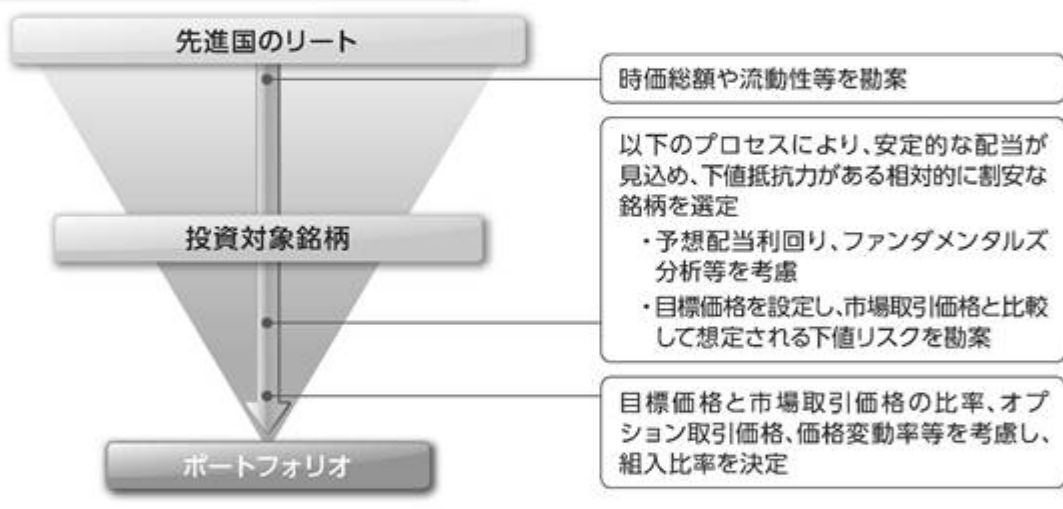 先進国のリート
時価総額や流動性等を勘案
以下のプロセスにより、安定的な配当が
見込め、下値抵抗力がある相対的に割安な
銘柄を選定
・予想配当利回り、ファンダメンタルズ
分析等を考慮
・目標価格を設定し、市場取引価格と比較
して想定される下値リスクを勘案
投資対象銘柄
目標価格と市場取引価格の比率、オプ
ション取引価格、価格変動率等を考慮し、
組入比率を決定
ポートフォリオ